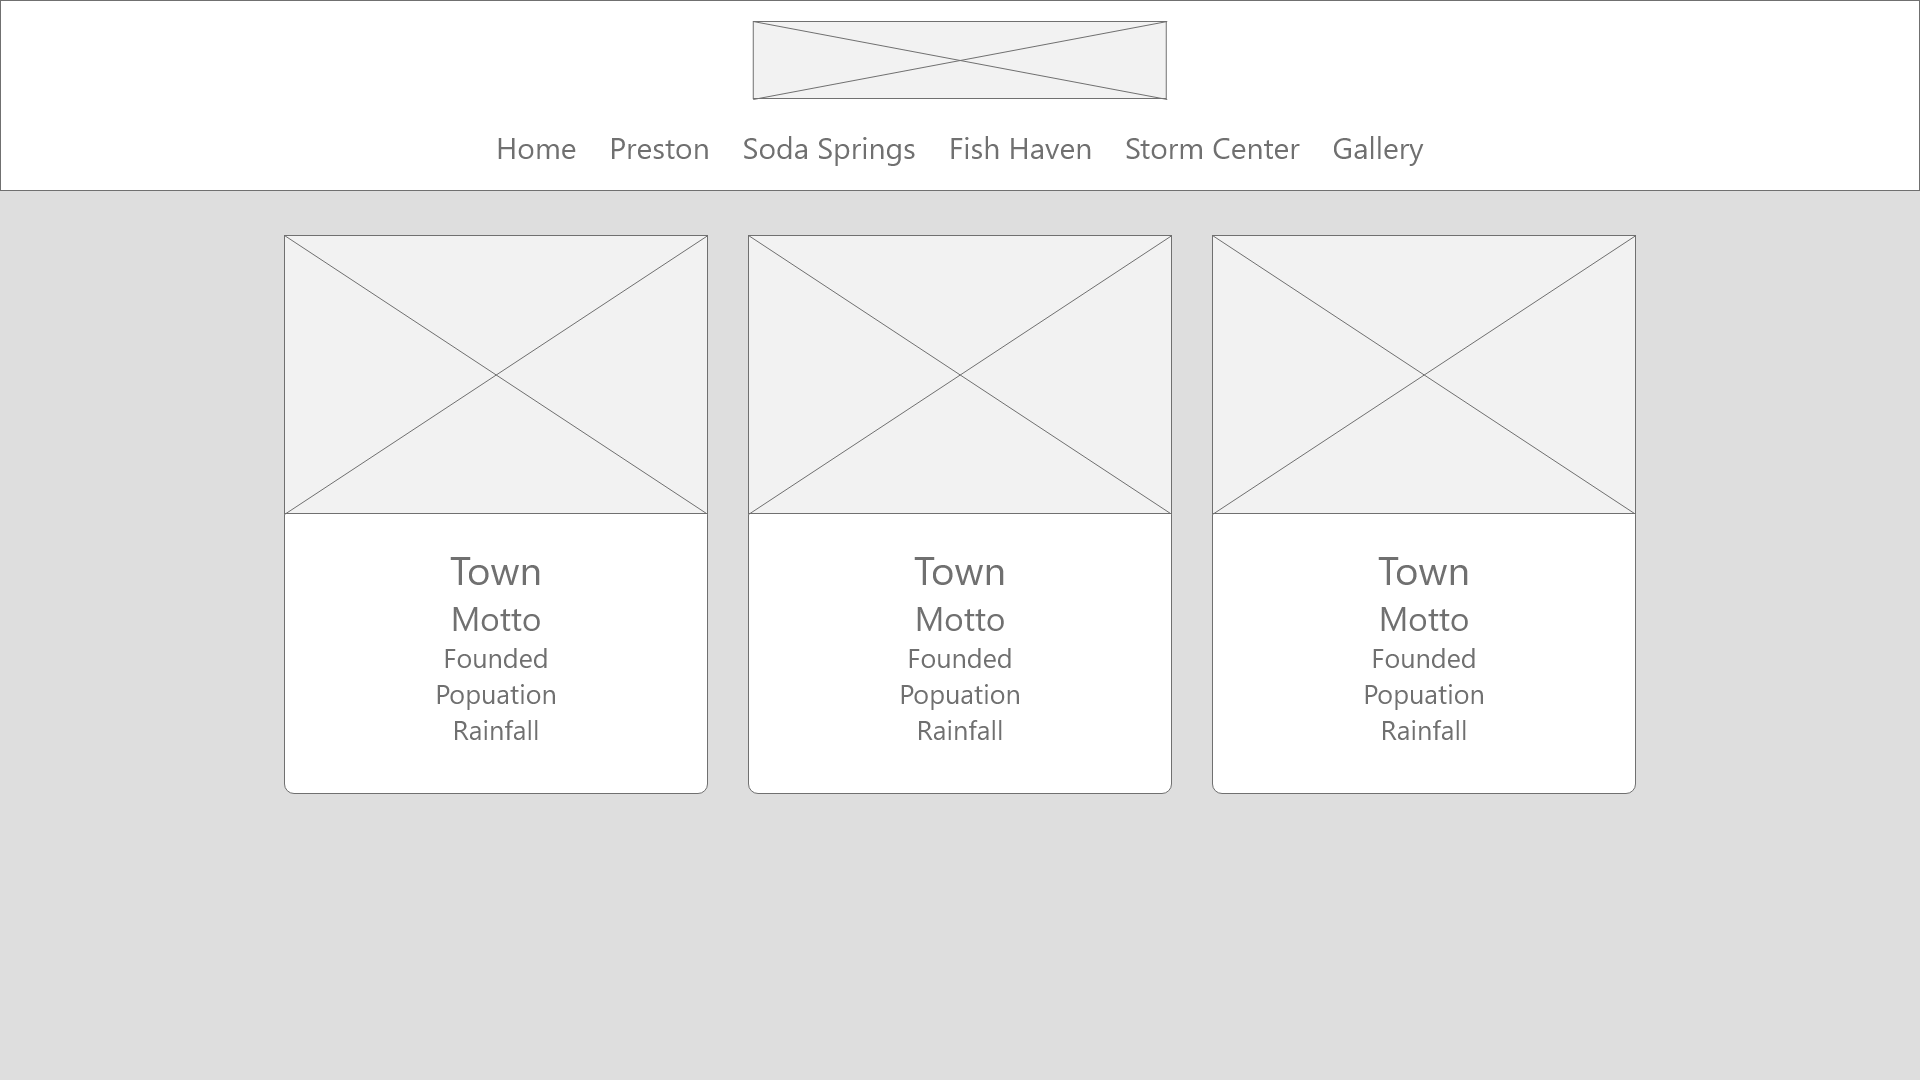 Home Preston Soda Springs Fish Haven Storm Center Gallery
Town
Motto
Founded
Popuation
Rainfall
Town
Motto
Founded
Popuation
Rainfall
Town
Motto
Founded
Popuation
Rainfall